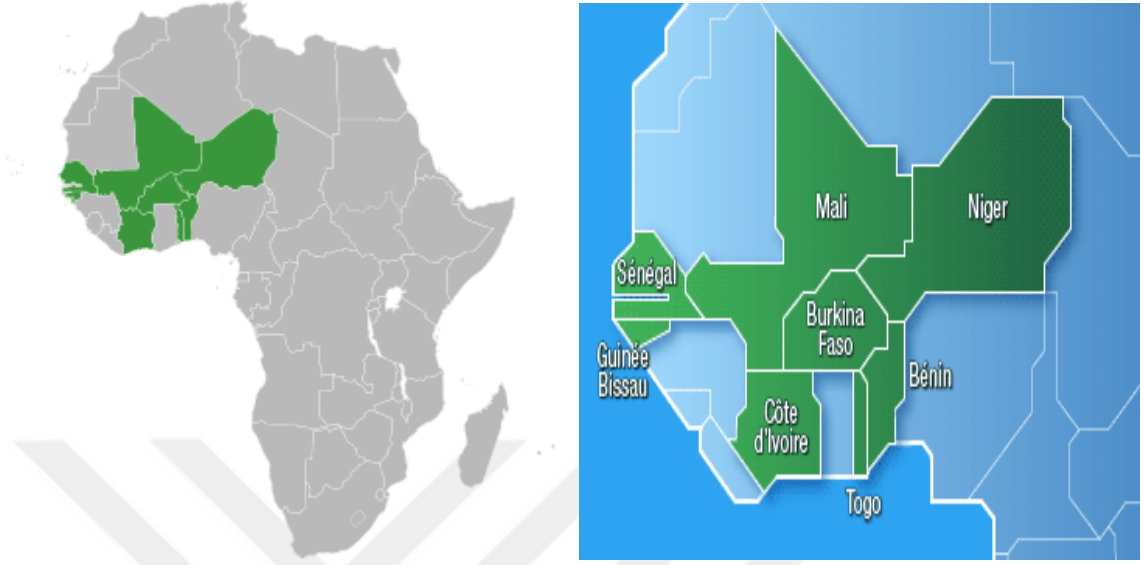 Mali
Niger
Sénégal
Burkina
Faso
Guinée
Bissau
Bénin
Côte
d'Ivoire
Togo